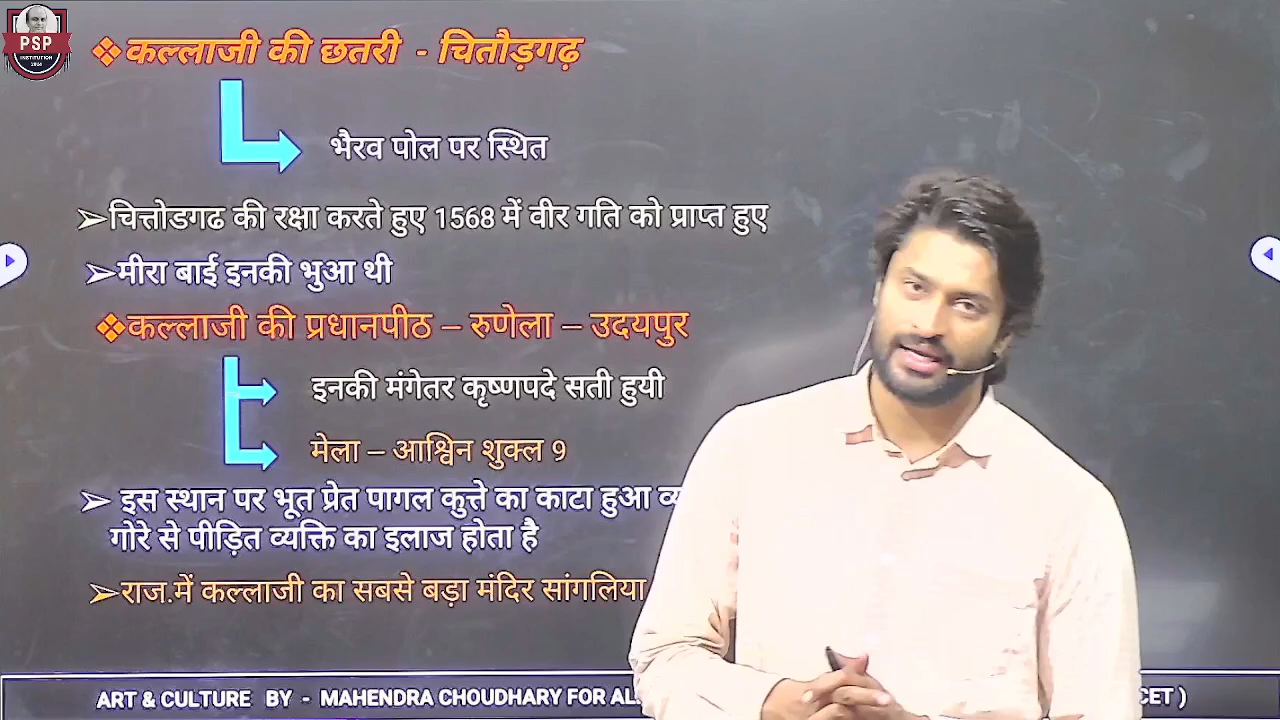 PSP
INSTITUTION
❖कल्लाजी की छतरी - चितौड़गढ़
भैरव पोल पर स्थित
➢चित्तोडगढ की रक्षा करते हुए 1568 में वीर गति को प्राप्त हुए
➢मीरा बाई इनकी भुआ थी
❖कल्लाजी की प्रधानपीठ – रुणेला – उदयपुर
इनकी मंगेतर कृष्णपदे सती हुयी
मेला – आश्विन शुक्ल 9
➢ इस स्थान पर भूत प्रेत पागल कुत्ते का काटा हुआ
गोरे से पीड़ित व्यक्ति का इलाज होता है
➢राज.में कल्लाजी का सबसे बड़ा मंदिर सांगलिया
ART & CULTURE BY - MAHENDRA CHOUDHARY FOR CET )